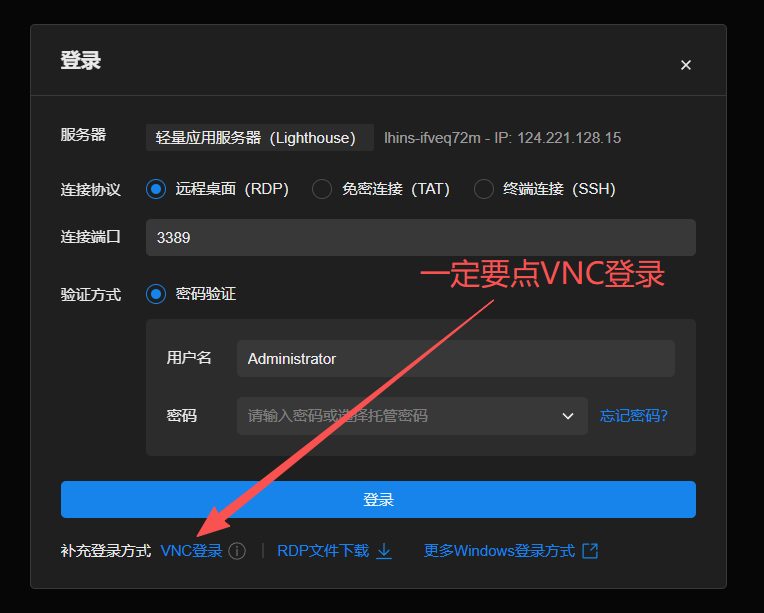 登录
服务器 轻量应用服务器（Lighthouse） lhins-ifveq72m - IP: 124.221.128.15
连接协议 远程桌面（RDP） 免密连接（TAT） 终端连接（SSH）
连接端口 3389
一定要点VNC登录
验证方式 密码验证
用户名 Administrator
密码 请输入密码或选择托管密码 忘记密码?
登录
补充登录方式 VNC登录 | RDP文件下载 更多Windows登录方式